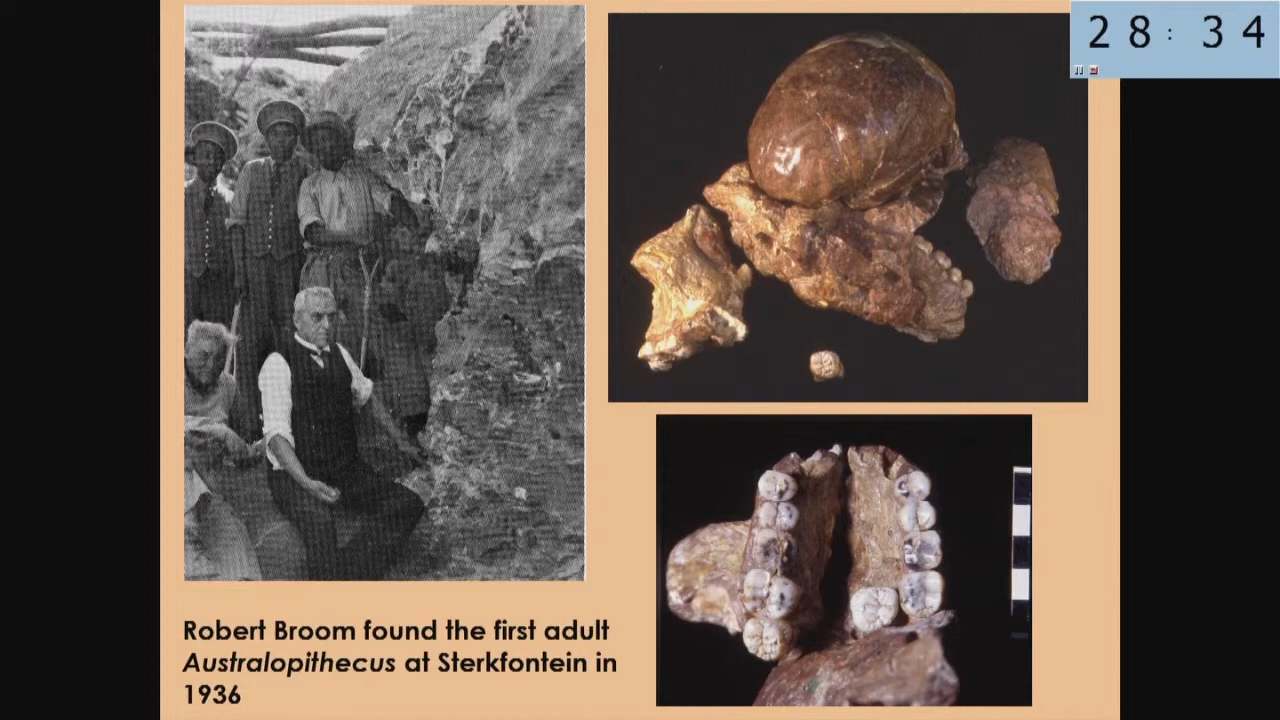 28:34
Robert Broom found the first adult
Australopithecus at Sterkfontein in
1936